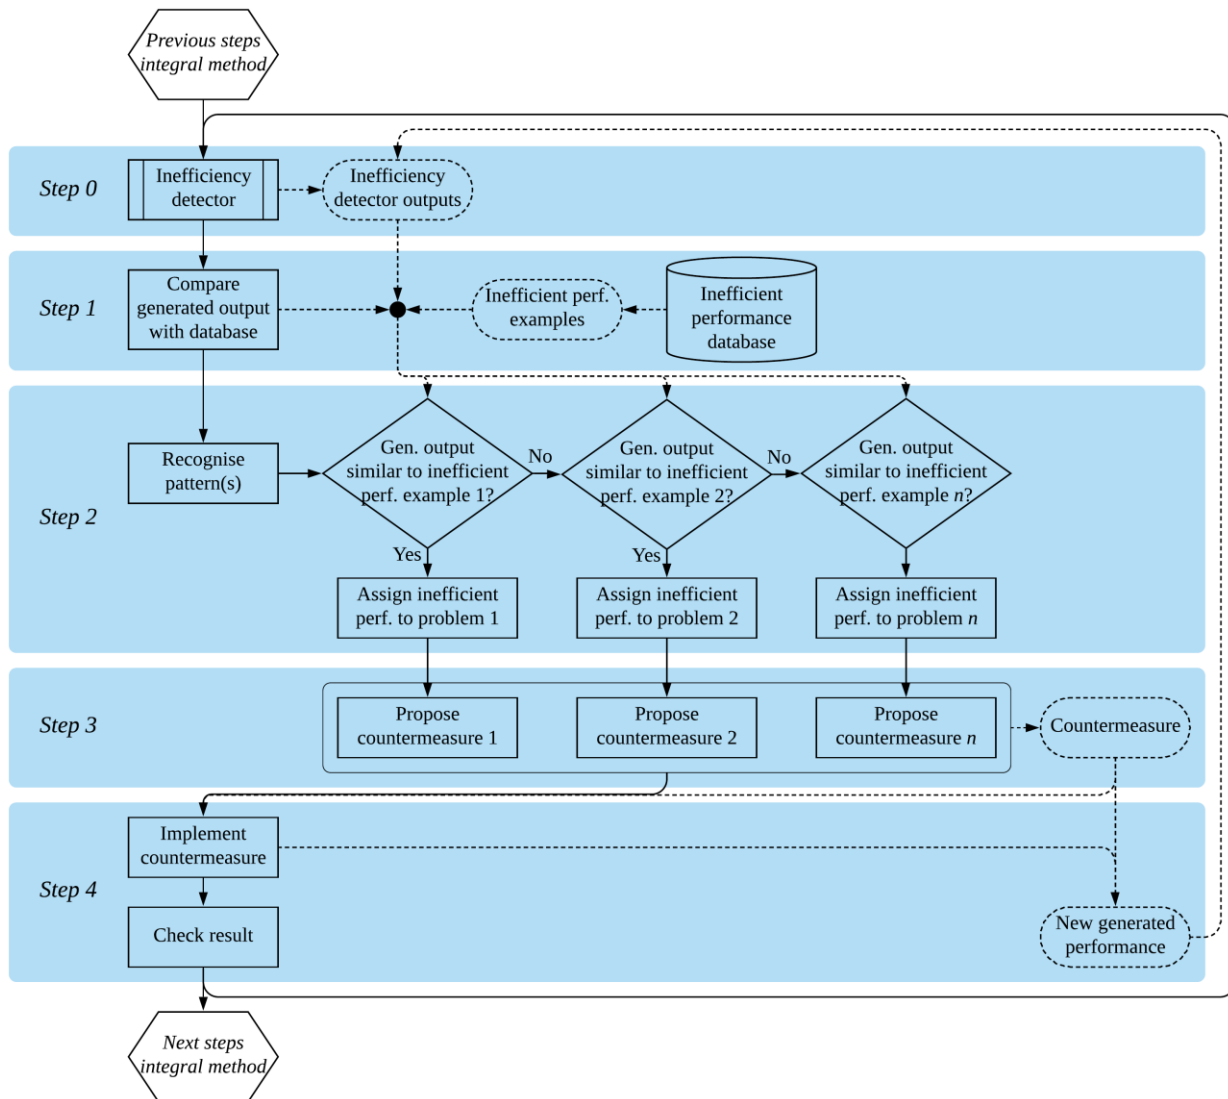 Previous steps
integral method
Step 0
Inefficiency
detector
Inefficiency
detector outputs
Step 1
Compare
generated output
with database
Inefficient perf.
examples
Inefficient
performance
database
Step 2
Recognise
pattern(s)
Gen. output
similar to inefficient
perf. example 1?
No
Gen. output
similar to inefficient
perf. example 2?
No
Gen. output
similar to inefficient
perf. example n?
Yes
Yes
Assign inefficient
perf. to problem 1
Assign inefficient
perf. to problem 2
Assign inefficient
perf. to problem n
Step 3
Propose
countermeasure 1
Propose
countermeasure 2
Propose
countermeasure n
Countermeasure
Step 4
Implement
countermeasure
Check result
New generated
performance
Next steps
integral method